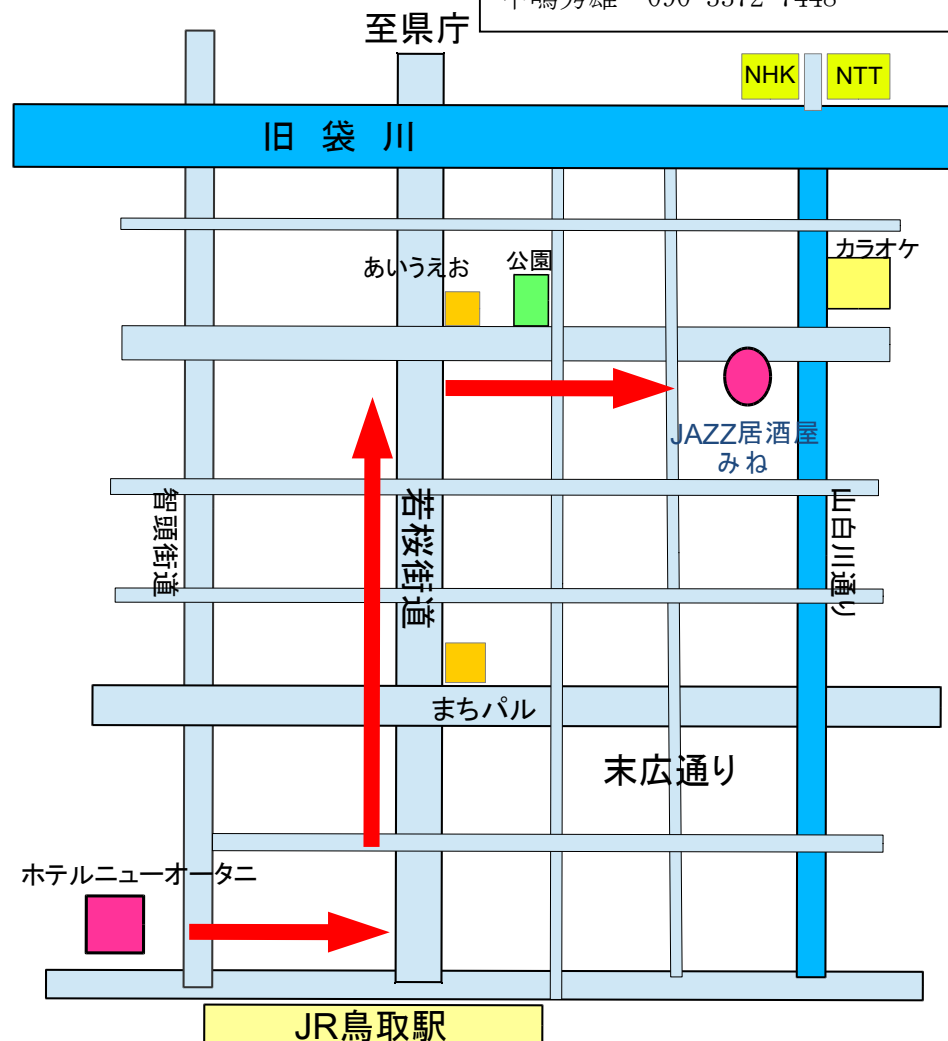 090-3372-7448
至県庁
NHK
NTT
旧 袋 川
カラオケ
あいうえお
公園
JAZZ居酒屋
みね
智頭街道
若桜街道
山白川通り
まちパル
末広通り
ホテルニューオータニ
JR鳥取駅